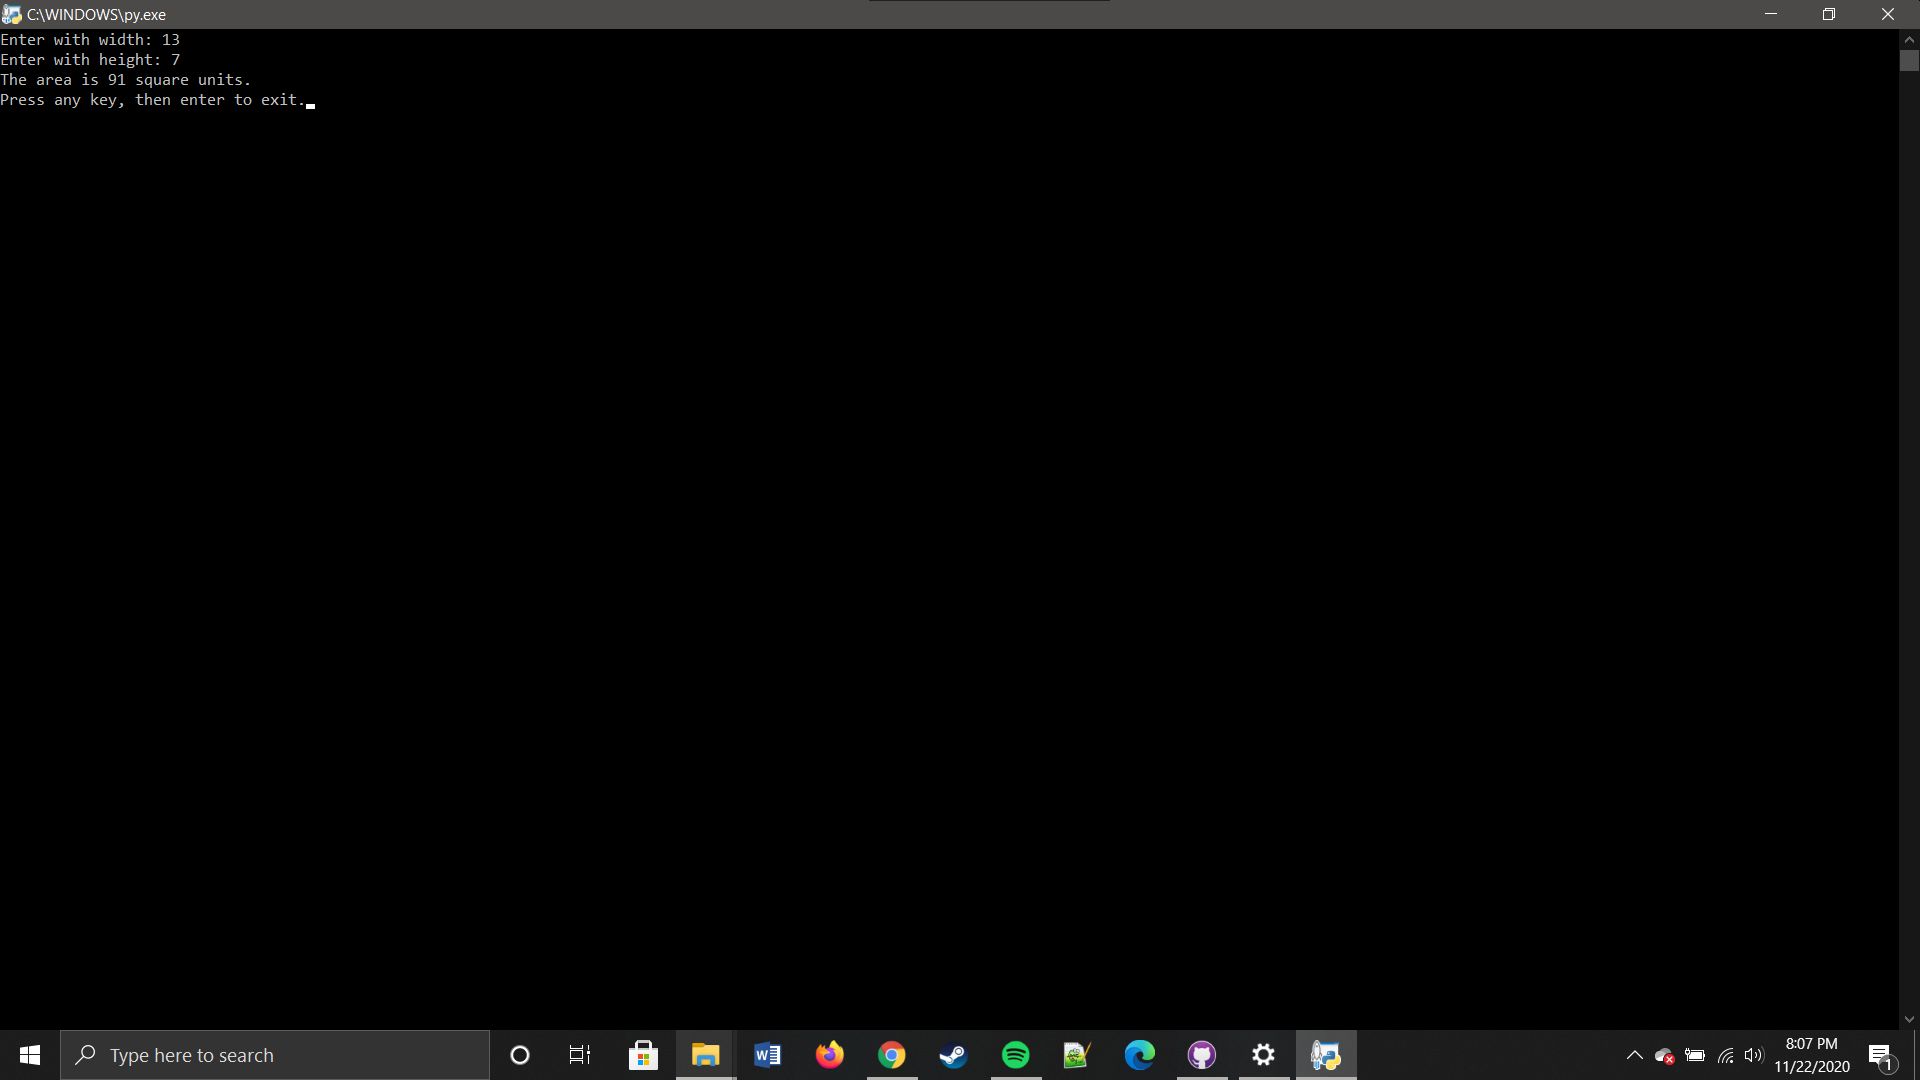 C:\WINDOWS\py.exe
Enter with width: 13
Enter with height: 7
The area is 91 square units.
Press any key, then enter to exit.
Type here to search
8:07 PM
11/22/2020
1